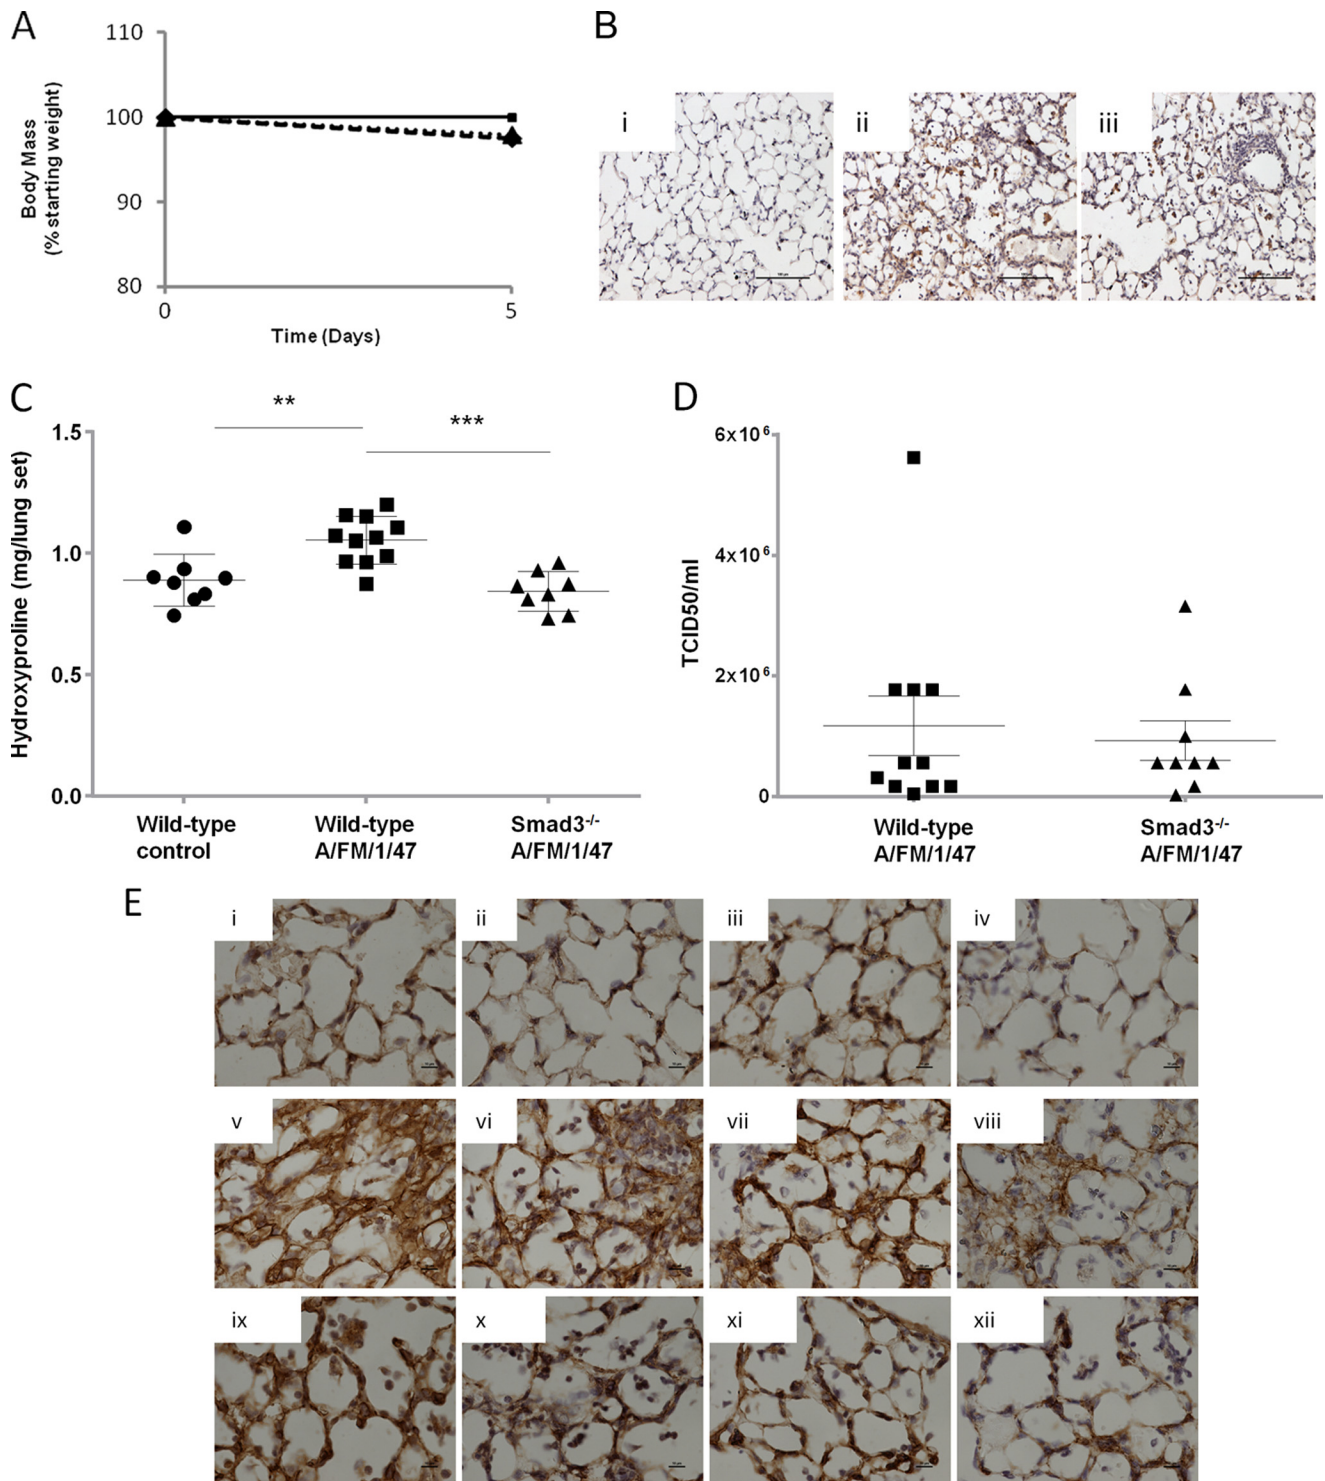 A
110
100
90
80
Body Mass
(% starting weight)
0
5
Time (Days)
B
i
ii
iii
C
**
***
1.5
1.0
0.5
0.0
Hydroxyproline (mg/lung set)
Wild-type
control
Wild-type
A/FM/1/47
Smad3-/-
A/FM/1/47
D
6x10⁶
4x10⁶
2x10⁶
0
TCID50/ml
Wild-type
A/FM/1/47
Smad3-/-
A/FM/1/47
E
i
ii
iii
iv
v
vi
vii
viii
ix
x
xi
xii